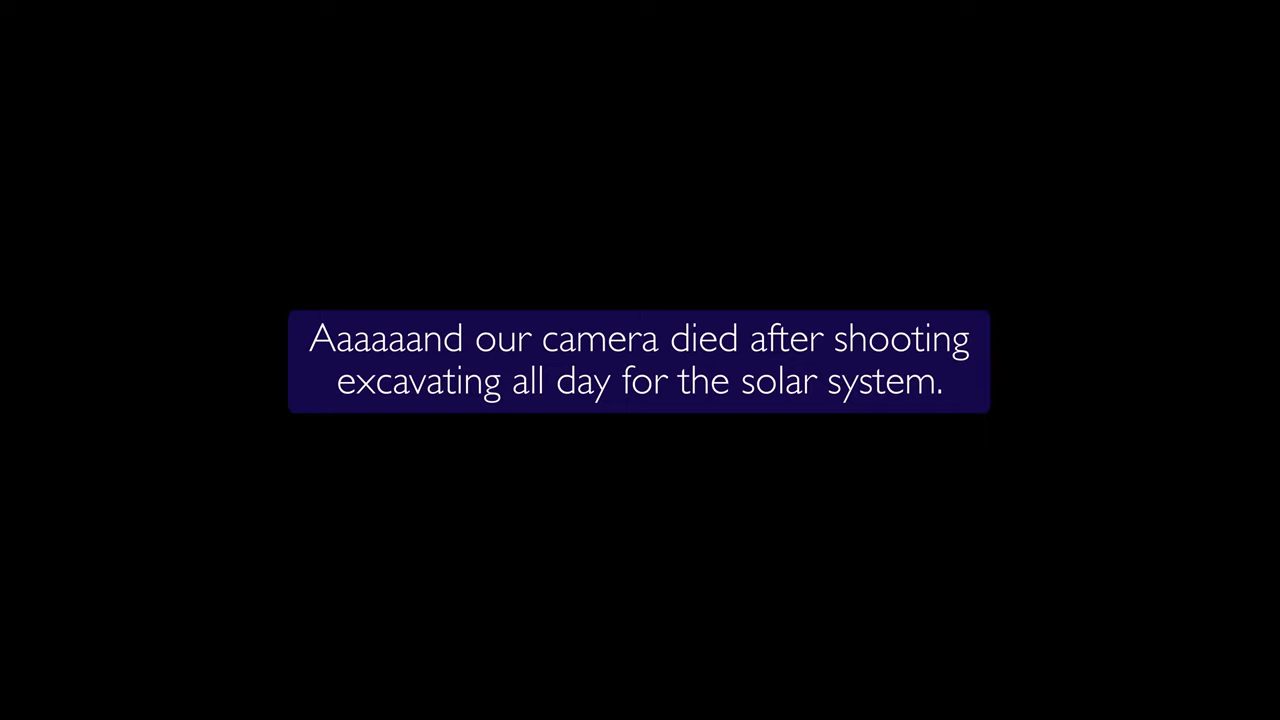 Aaaaaand our camera died after shooting
excavating all day for the solar system.